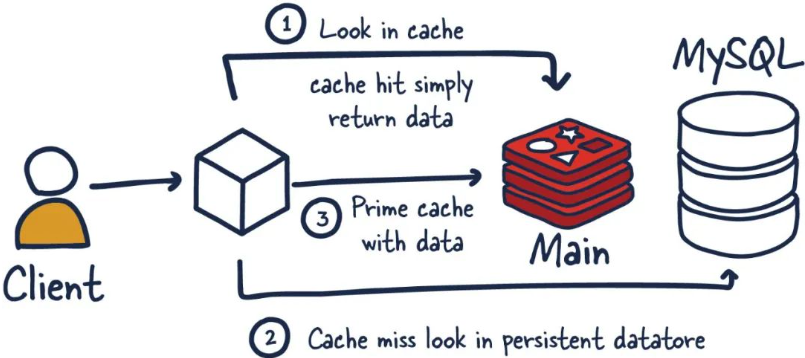 1 Look in cache
cache hit simply
return data
MySQL
3 Prime cache
with data
Main
Client
2 Cache miss look in persistent datatore